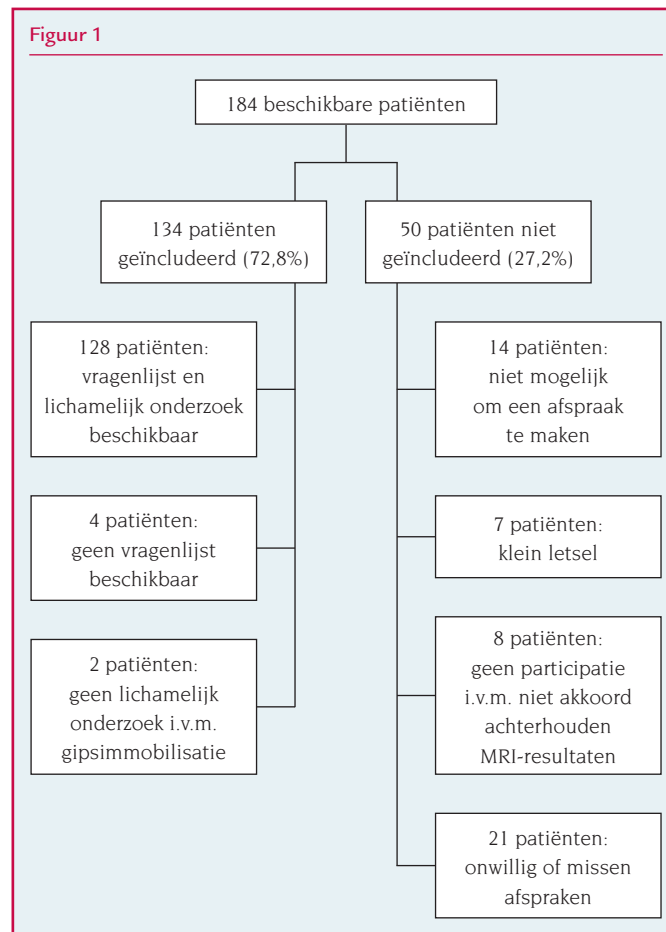 Figuur 1
184 beschikbare patiënten
134 patiënten
geïncludeerd (72,8%)
50 patiënten niet
geïncludeerd (27,2%)
128 patiënten:
vragenlijst en
lichamelijk onderzoek
beschikbaar
4 patiënten:
geen vragenlijst
beschikbaar
2 patiënten:
geen lichamelijk
onderzoek i.v.m.
gipsimmobilisatie
14 patiënten:
niet mogelijk
om een afspraak
te maken
7 patiënten:
klein letsel
8 patiënten:
geen participatie
i.v.m. niet akkoord
achterhouden
MRI-resultaten
21 patiënten:
onwillig of missen
afspraken